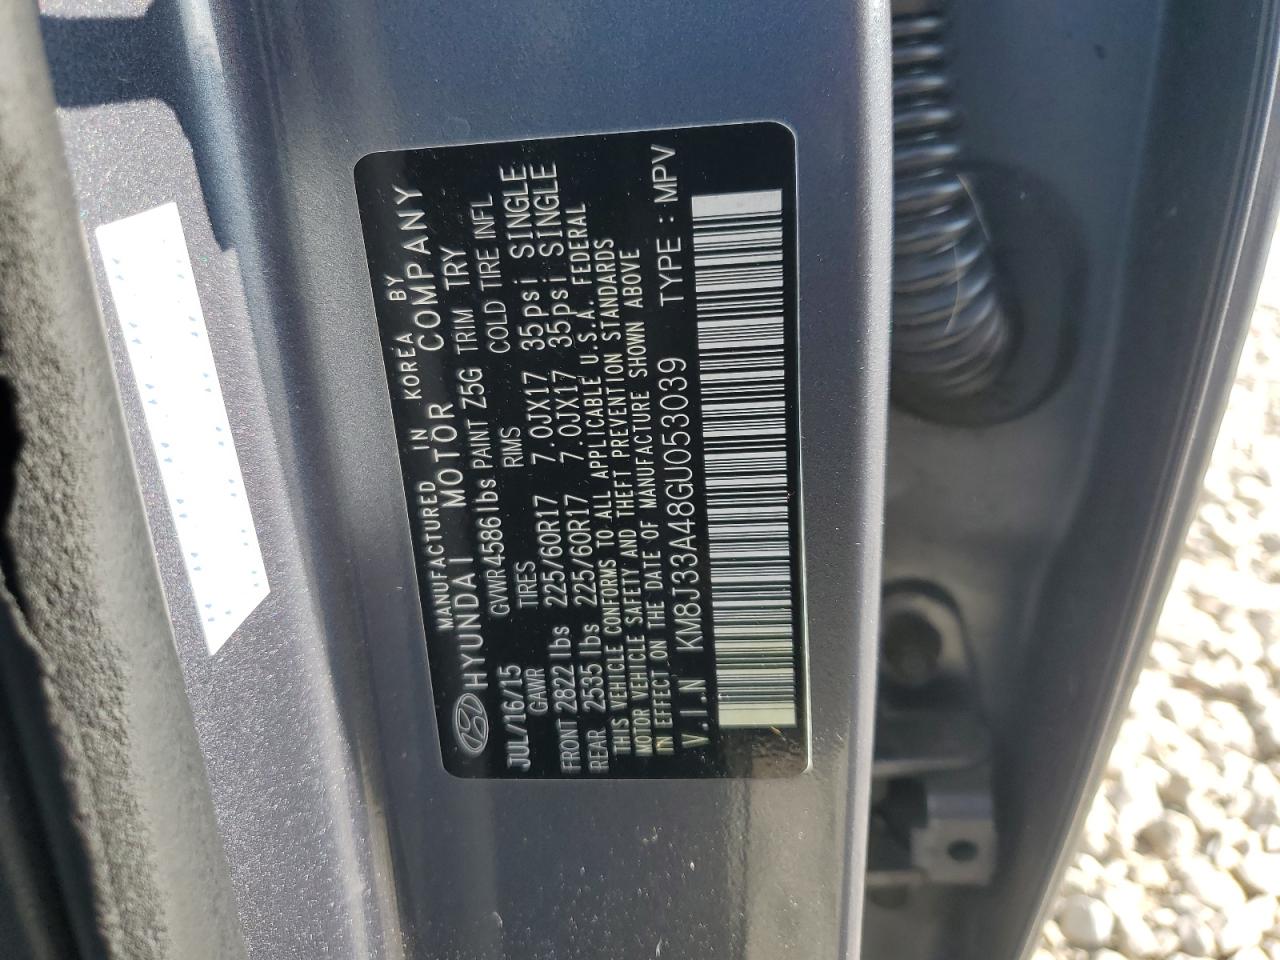 MANUFACTURED IN KOREA BY
HYUNDAI MOTOR COMPANY
JUL/16/15 GVWR 4586 lbs PAINT Z5G TRIM TRY
GAWR TIRES RIMS COLD TIRE INFL
FRONT 2822 lbs 225/60R17 7.0JX17 35psi SINGLE
REAR 2535 lbs 225/60R17 7.0JX17 35psi SINGLE
THIS VEHICLE CONFORMS TO ALL APPLICABLE U.S.A. FEDERAL
MOTOR VEHICLE SAFETY AND THEFT PREVENTION STANDARDS
IN EFFECT ON THE DATE OF MANUFACTURE SHOWN ABOVE
V.I.N KM8J33A48GU053039 TYPE : MPV